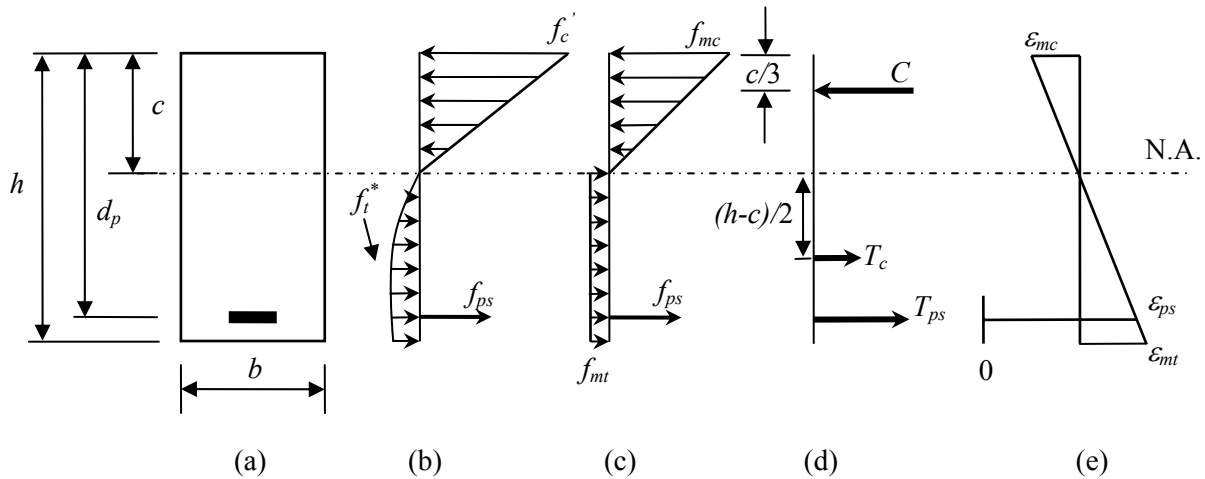 h
d_p
c
b
f_c'
f_t^*
f_ps
f_mc
f_ps
f_mt
c/3
C
(h-c)/2
T_c
T_ps
N.A.
ε_mc
ε_ps
ε_mt
0
(a)
(b)
(c)
(d)
(e)